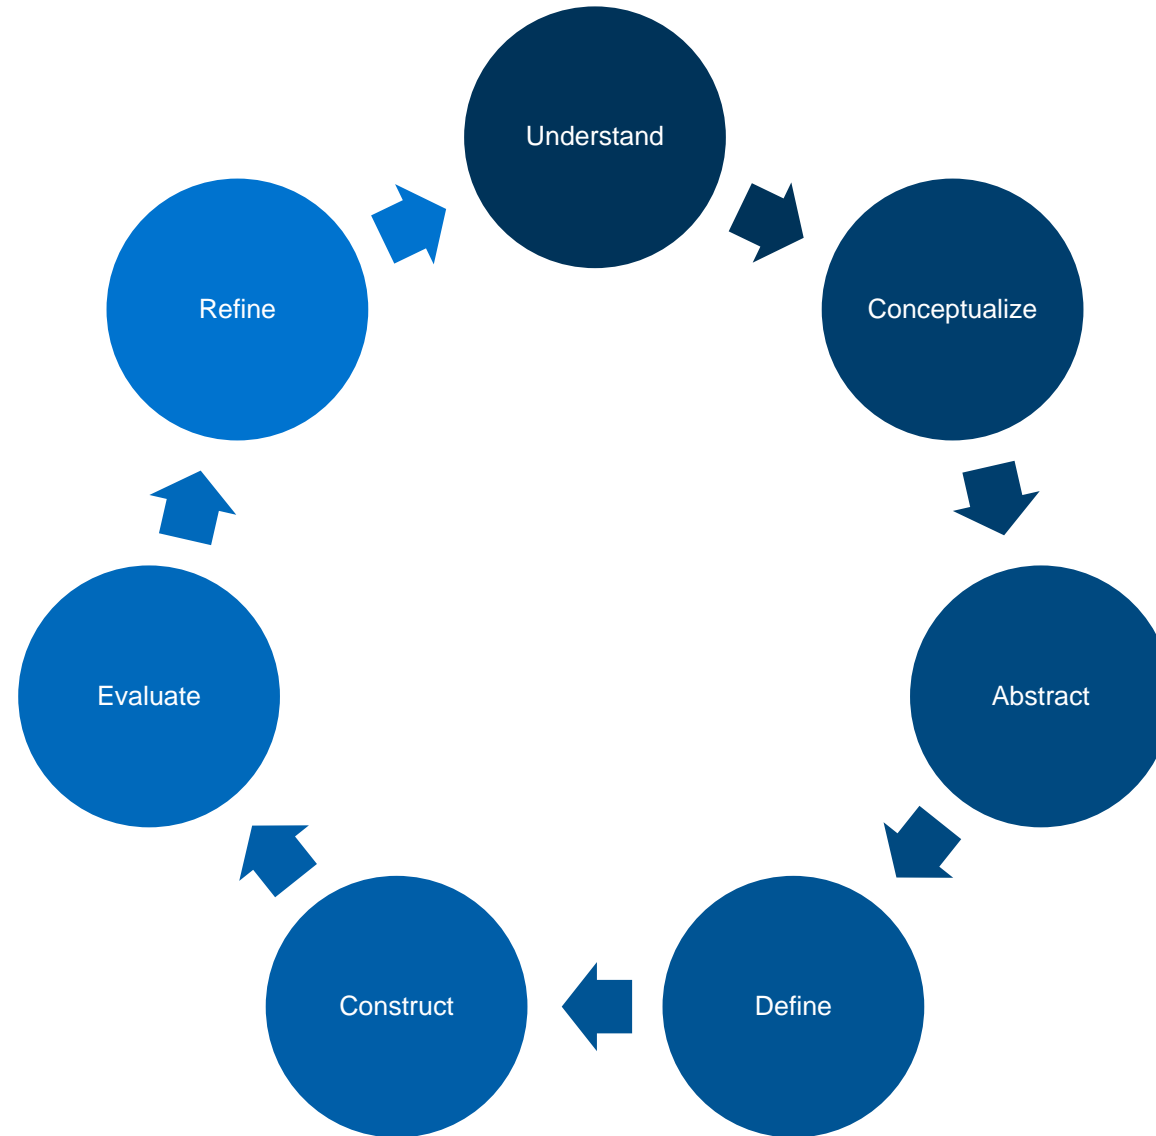 Understand
Conceptualize
Abstract
Define
Construct
Evaluate
Refine